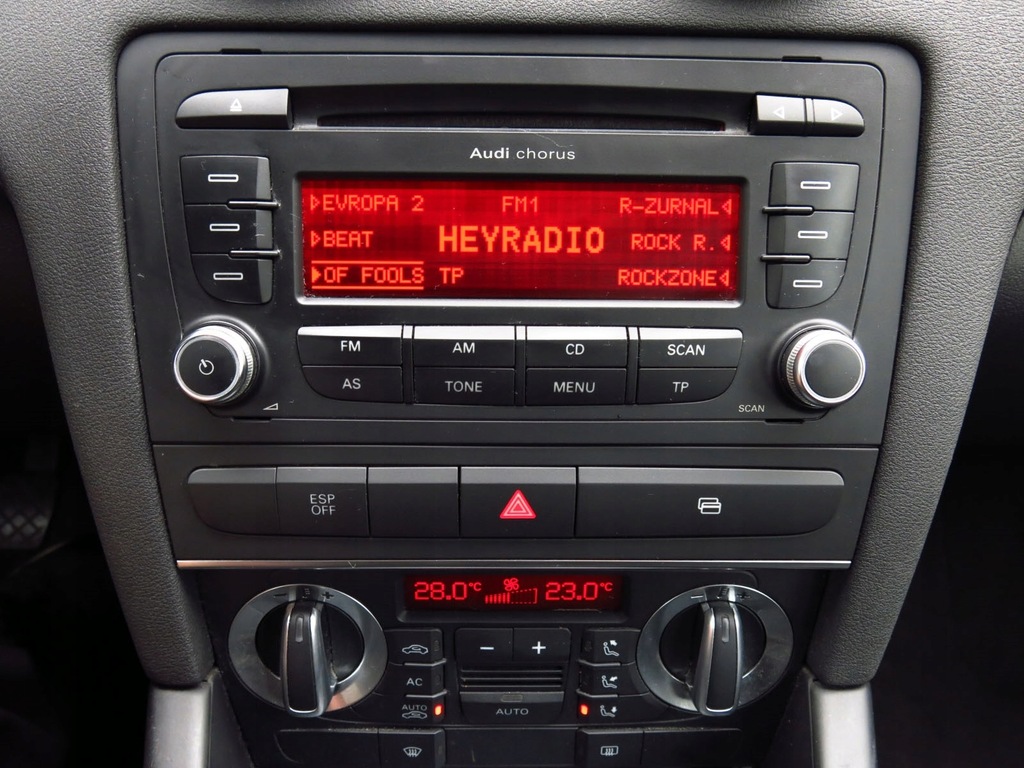 Audi chorus
EVROPA 2 FM1 R-ZURNAL
BEAT HEYRADIO ROCK R.
OF FOOLS TP ROCKZONE
FM AM CD SCAN
AS TONE MENU TP
SCAN
ESP
OFF
28.0°C 23.0°C
AC
AUTO
AUTO